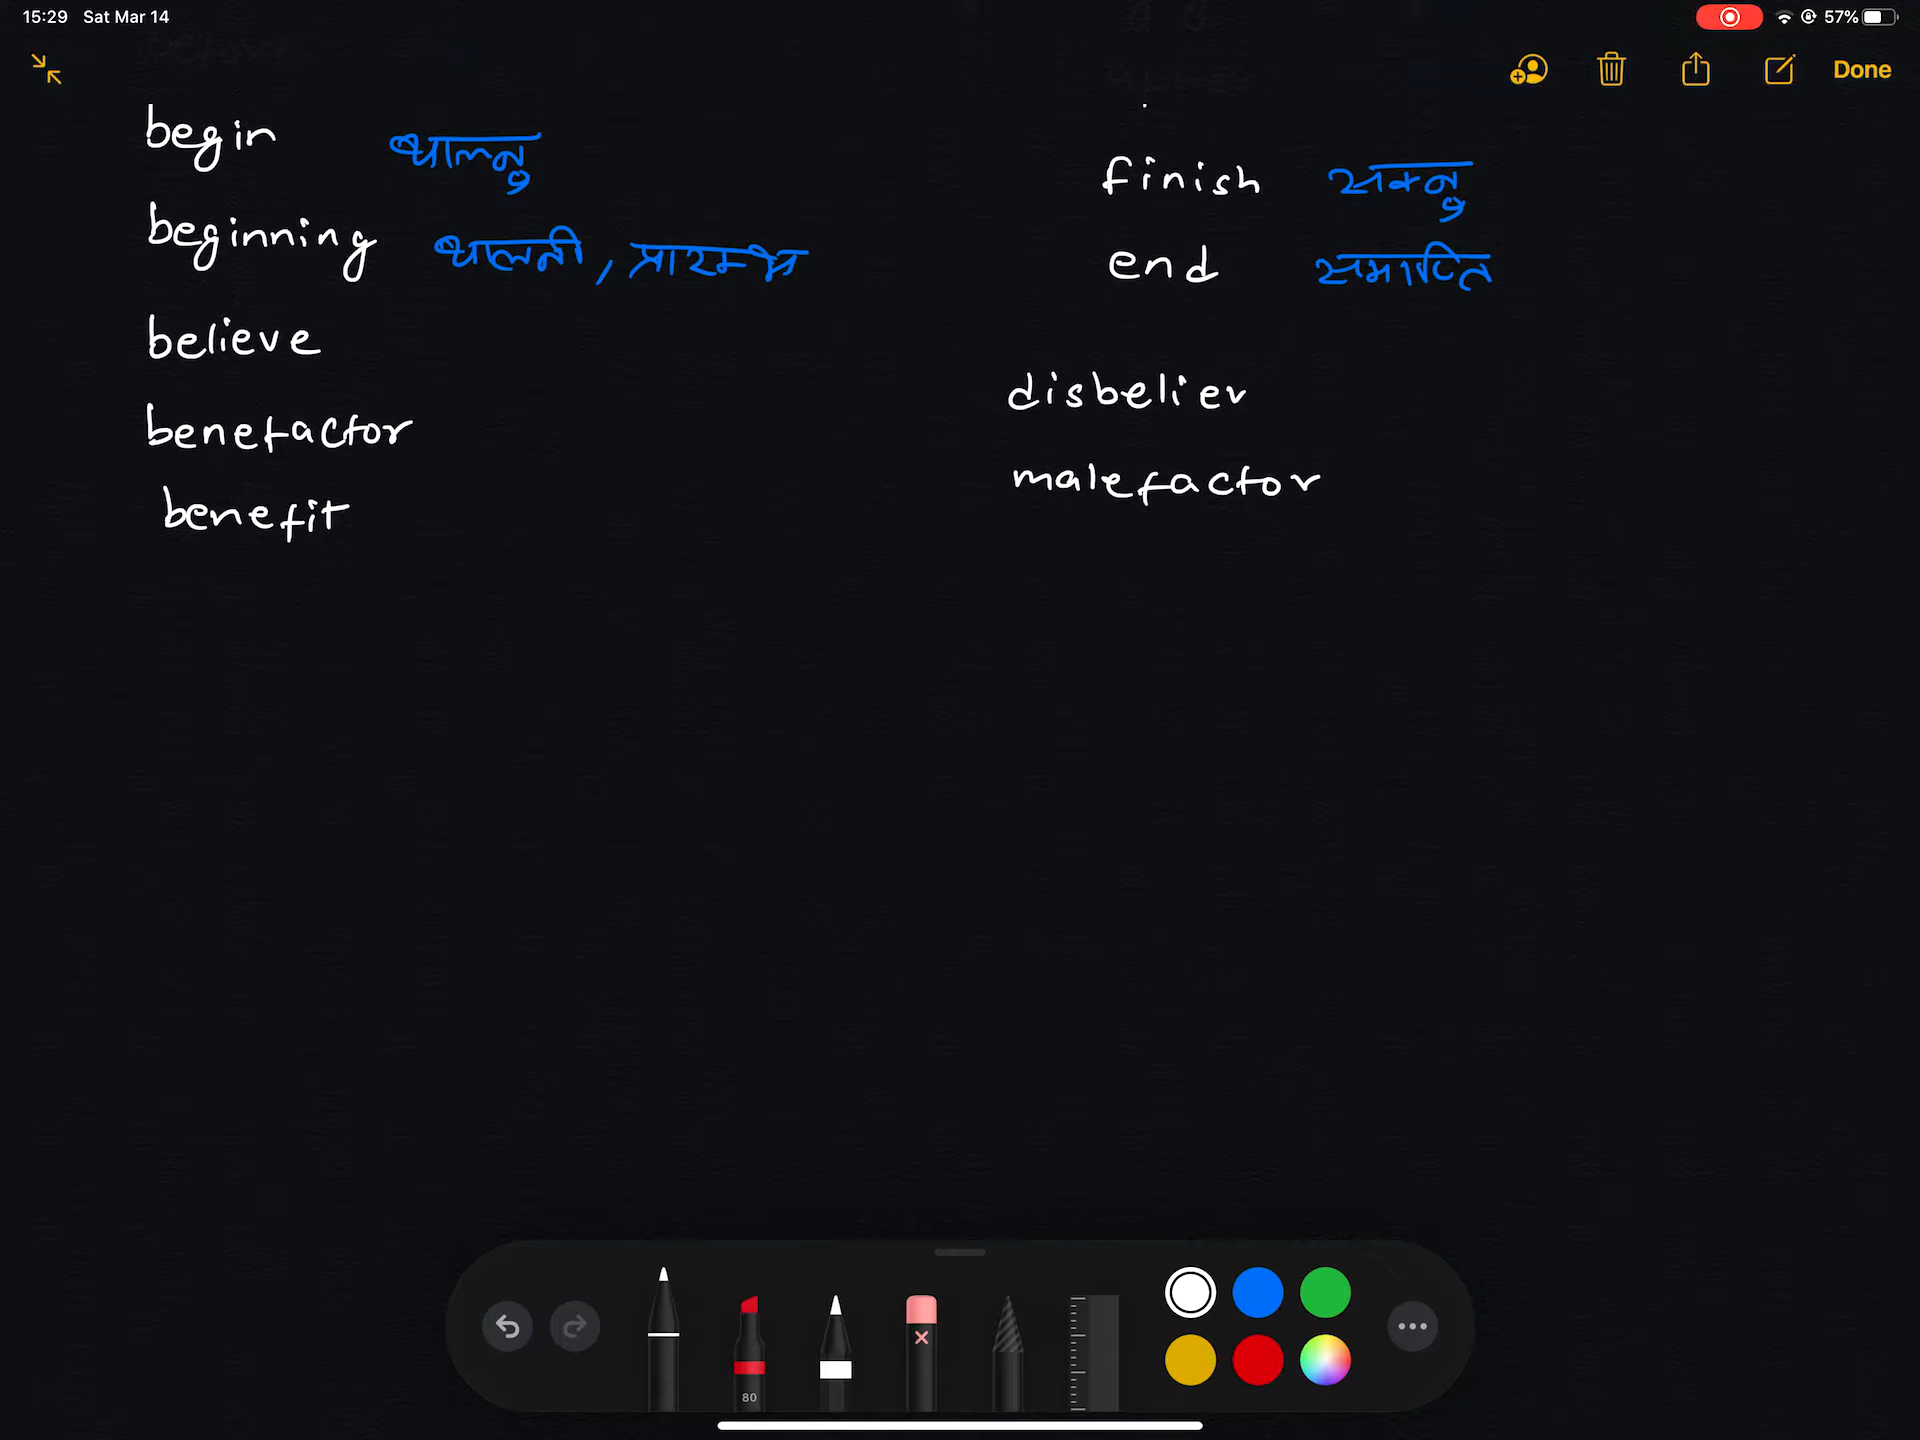 15:29 Sat Mar 14 57%
Done
begin थाल्नु
finish सक्नु
beginning थालनी, प्रारम्भ
end समाप्ति
believe
disbeliev
benefactor
malefactor
benefit
80